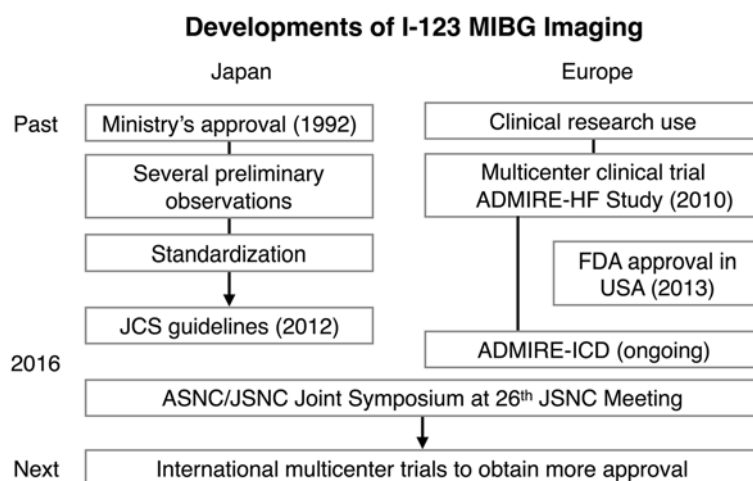 Developments of I-123 MIBG Imaging
Japan
Europe
Past
Ministry's approval (1992)
Clinical research use
Several preliminary
observations
Multicenter clinical trial
ADMIRE-HF Study (2010)
Standardization
FDA approval in
USA (2013)
JCS guidelines (2012)
ADMIRE-ICD (ongoing)
2016
ASNC/JSNC Joint Symposium at 26th JSNC Meeting
Next
International multicenter trials to obtain more approval